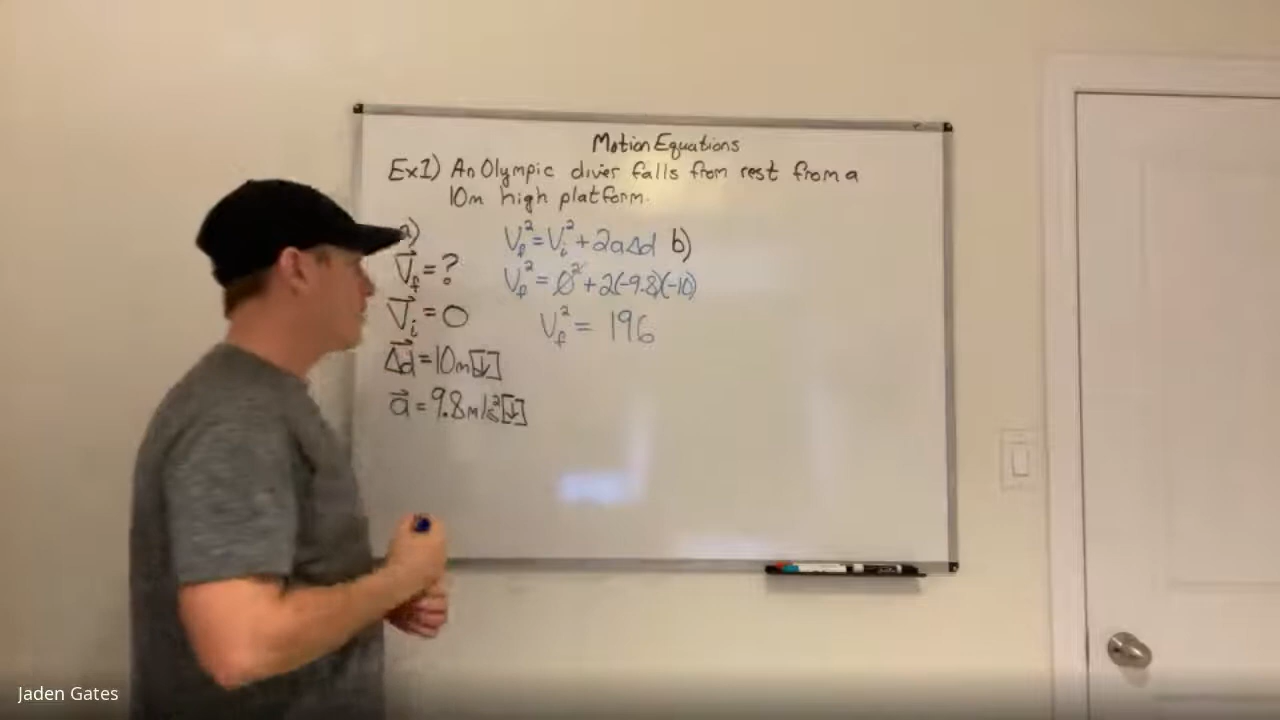 Motion Equations
Ex1) An Olympic diver falls from rest from a
10m high platform.
a)
V⃗f = ?
V⃗i = 0
Δd⃗ = 10m[↓]
a⃗ = 9.8m/s²[↓]
Vf² = Vi² + 2aΔd
Vf² = 0² + 2(-9.8)(-10)
Vf² = 196
b)
Jaden Gates